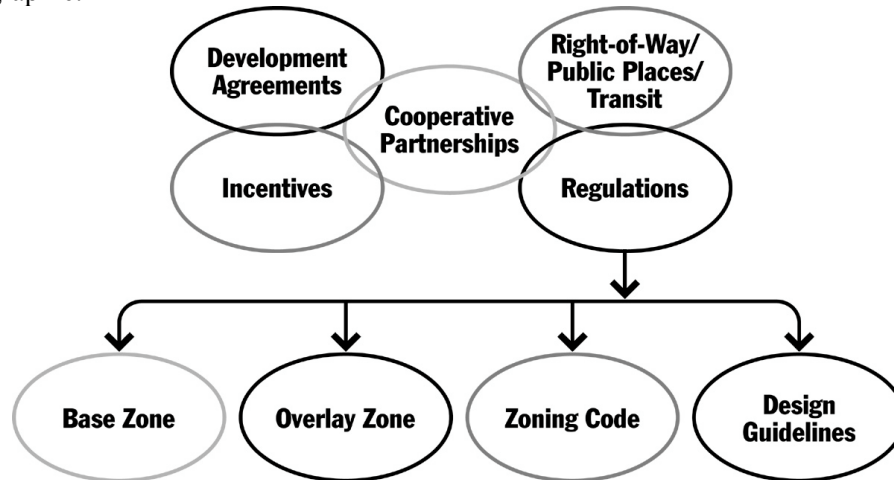 Development
Agreements
Right-of-Way/
Public Places/
Transit
Cooperative
Partnerships
Incentives
Regulations
Base Zone
Overlay Zone
Zoning Code
Design
Guidelines